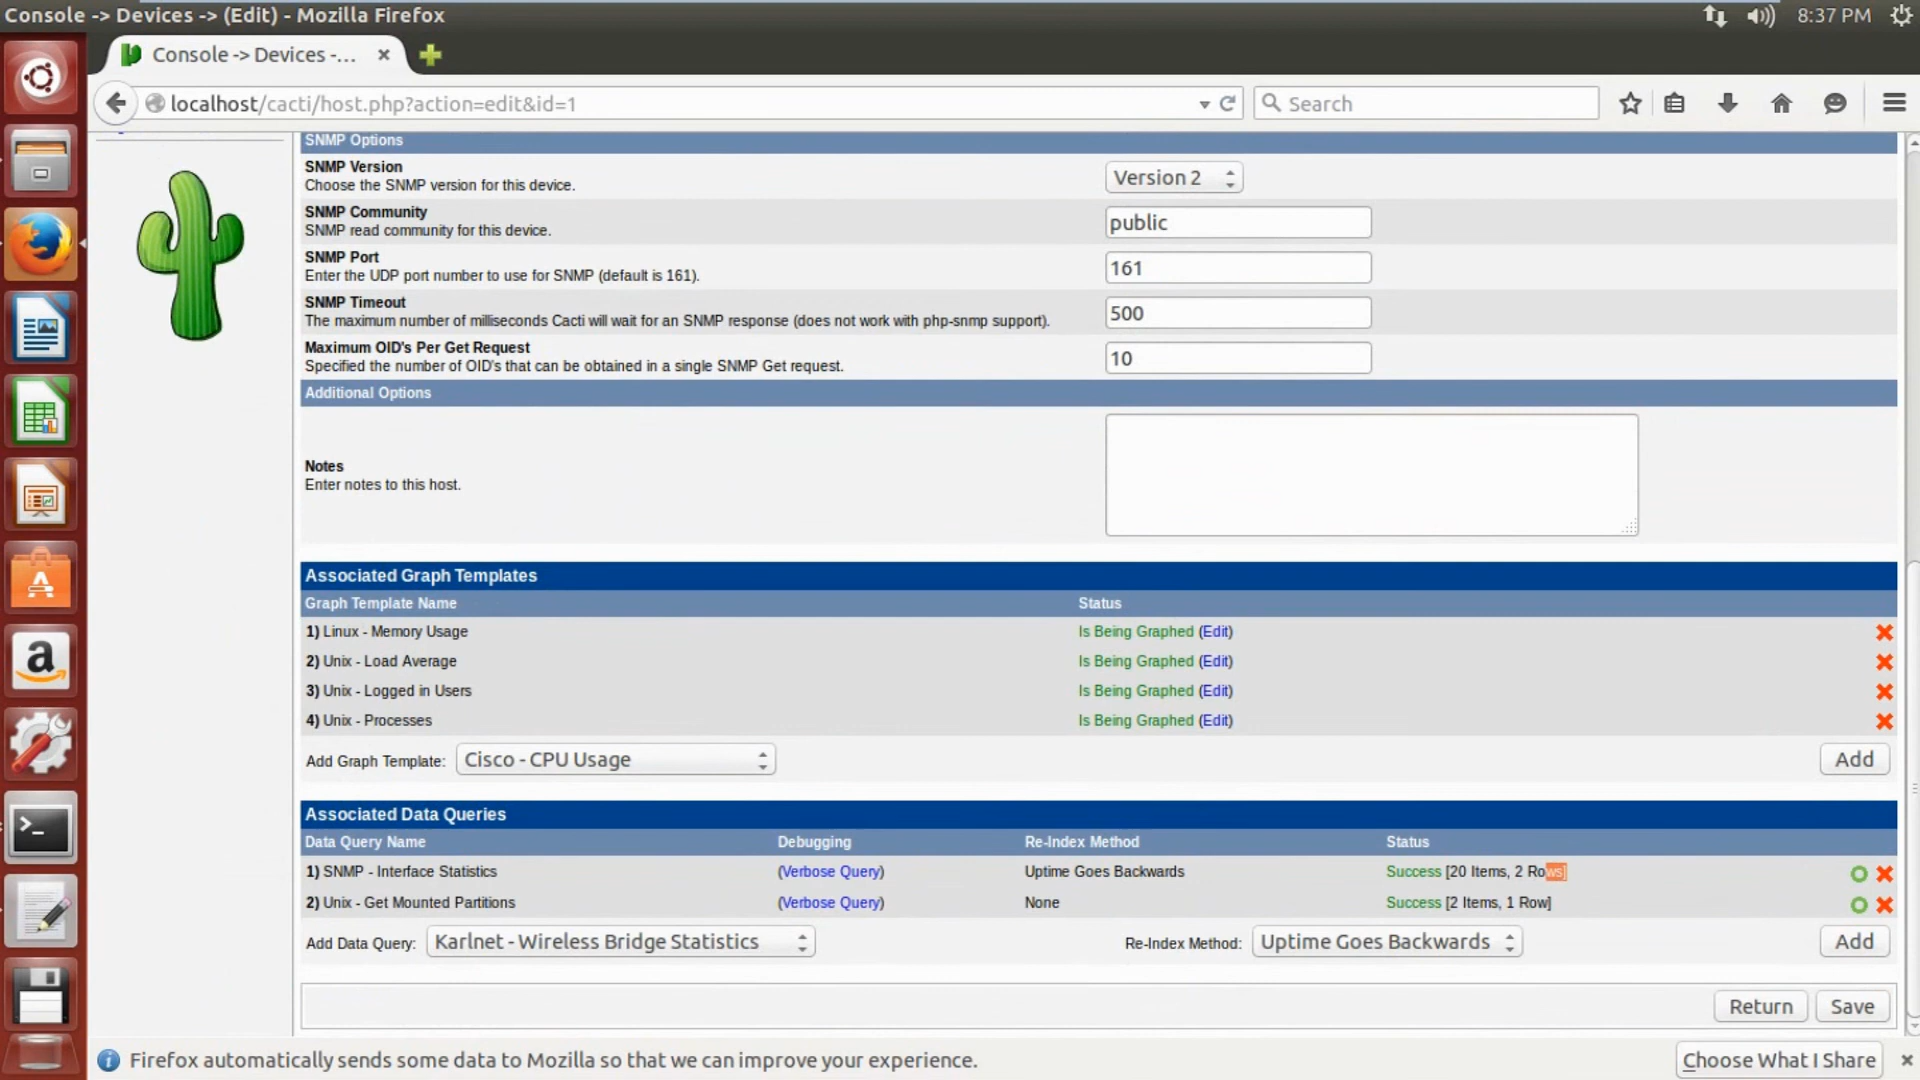 Console -> Devices -> (Edit) - Mozilla Firefox
8:37 PM
Console -> Devices -...
localhost/cacti/host.php?action=edit&id=1
Search
SNMP Options
SNMP Version
Choose the SNMP version for this device.
Version 2
SNMP Community
SNMP read community for this device.
public
SNMP Port
Enter the UDP port number to use for SNMP (default is 161).
161
SNMP Timeout
The maximum number of milliseconds Cacti will wait for an SNMP response (does not work with php-snmp support).
500
Maximum OID's Per Get Request
Specified the number of OID's that can be obtained in a single SNMP Get request.
10
Additional Options
Notes
Enter notes to this host.
Associated Graph Templates
Graph Template Name Status
1) Linux - Memory Usage Is Being Graphed (Edit)
2) Unix - Load Average Is Being Graphed (Edit)
3) Unix - Logged in Users Is Being Graphed (Edit)
4) Unix - Processes Is Being Graphed (Edit)
Add Graph Template: Cisco - CPU Usage Add
Associated Data Queries
Data Query Name Debugging Re-Index Method Status
1) SNMP - Interface Statistics (Verbose Query) Uptime Goes Backwards Success [20 Items, 2 Rows]
2) Unix - Get Mounted Partitions (Verbose Query) None Success [2 Items, 1 Row]
Add Data Query: Karlnet - Wireless Bridge Statistics Re-Index Method: Uptime Goes Backwards Add
Return Save
Firefox automatically sends some data to Mozilla so that we can improve your experience.
Choose What I Share